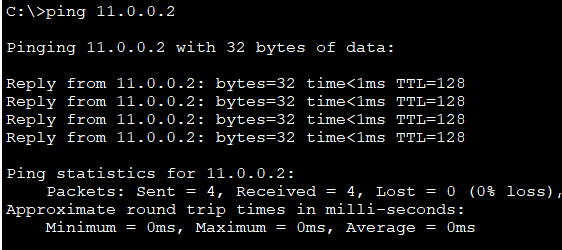 C:\>ping 11.0.0.2
Pinging 11.0.0.2 with 32 bytes of data:
Reply from 11.0.0.2: bytes=32 time<1ms TTL=128
Reply from 11.0.0.2: bytes=32 time<1ms TTL=128
Reply from 11.0.0.2: bytes=32 time<1ms TTL=128
Reply from 11.0.0.2: bytes=32 time<1ms TTL=128
Ping statistics for 11.0.0.2:
    Packets: Sent = 4, Received = 4, Lost = 0 (0% loss),
Approximate round trip times in milli-seconds:
    Minimum = 0ms, Maximum = 0ms, Average = 0ms